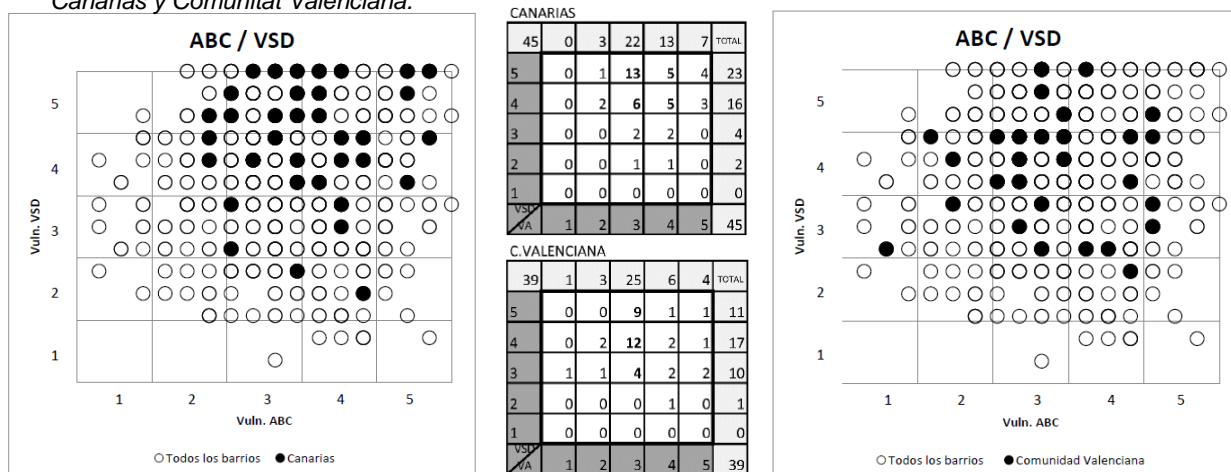 Canarias y Comunitat Valenciana.
ABC / VSD
5
4
3
2
1
Vuln. VSD
1 2 3 4 5
Vuln. ABC
Todos los barrios Canarias
CANARIAS
45 0 3 22 13 7 TOTAL
5 0 1 13 5 4 23
4 0 2 6 5 3 16
3 0 0 2 2 0 4
2 0 0 1 1 0 2
1 0 0 0 0 0 0
VSD VA 1 2 3 4 5 45
C.VALENCIANA
39 1 3 25 6 4 TOTAL
5 0 0 9 1 1 11
4 0 2 12 2 1 17
3 1 1 4 2 2 10
2 0 0 0 1 0 1
1 0 0 0 0 0 0
VSD VA 1 2 3 4 5 39
ABC / VSD
5
4
3
2
1
Vuln. VSD
1 2 3 4 5
Vuln. ABC
Todos los barrios Comunidad Valenciana